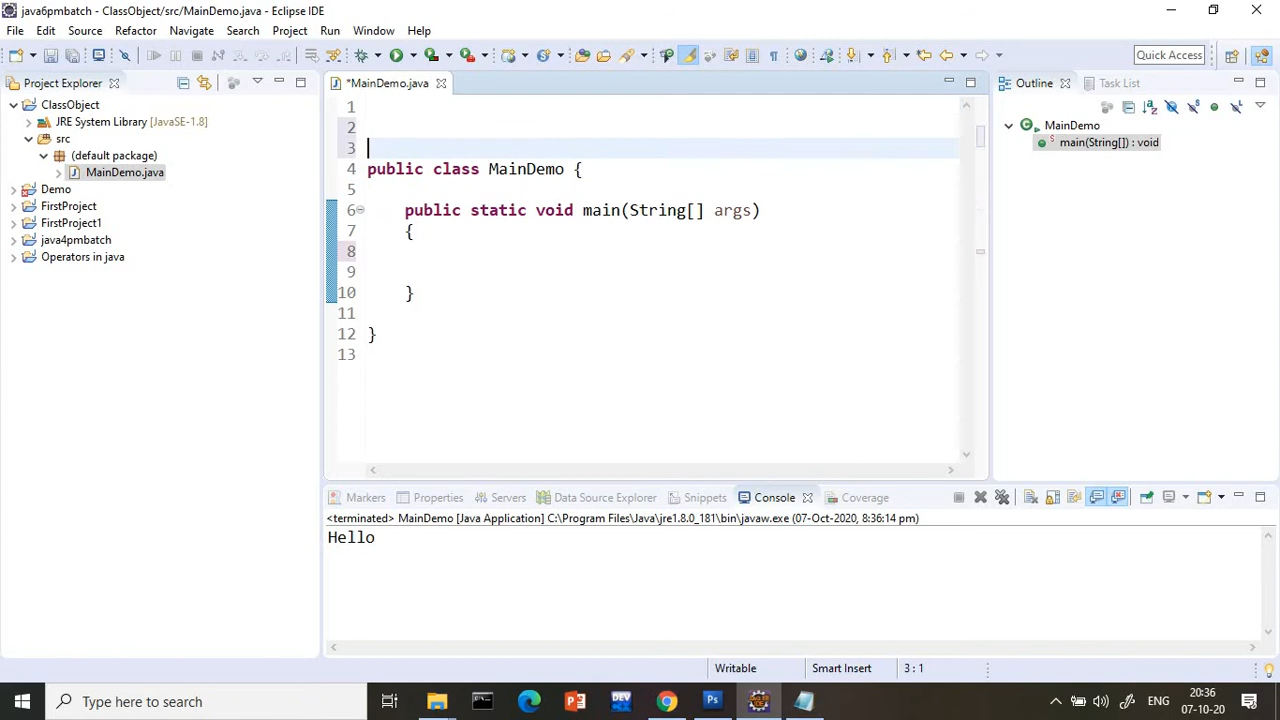 java6pmbatch - ClassObject/src/MainDemo.java - Eclipse IDE
File Edit Source Refactor Navigate Search Project Run Window Help
Quick Access
Project Explorer
*MainDemo.java
Outline
Task List
ClassObject
JRE System Library [JavaSE-1.8]
src
(default package)
MainDemo.java
Demo
FirstProject
FirstProject1
java4pmbatch
Operators in java
1
2
3
4 public class MainDemo {
5
6 public static void main(String[] args)
7 {
8
9
10 }
11
12 }
13
MainDemo
main(String[]) : void
Markers Properties Servers Data Source Explorer Snippets Console Coverage
<terminated> MainDemo [Java Application] C:\Program Files\Java\jre1.8.0_181\bin\javaw.exe (07-Oct-2020, 8:36:14 pm)
Hello
Writable Smart Insert 3 : 1
Type here to search
ENG
20:36
07-10-20